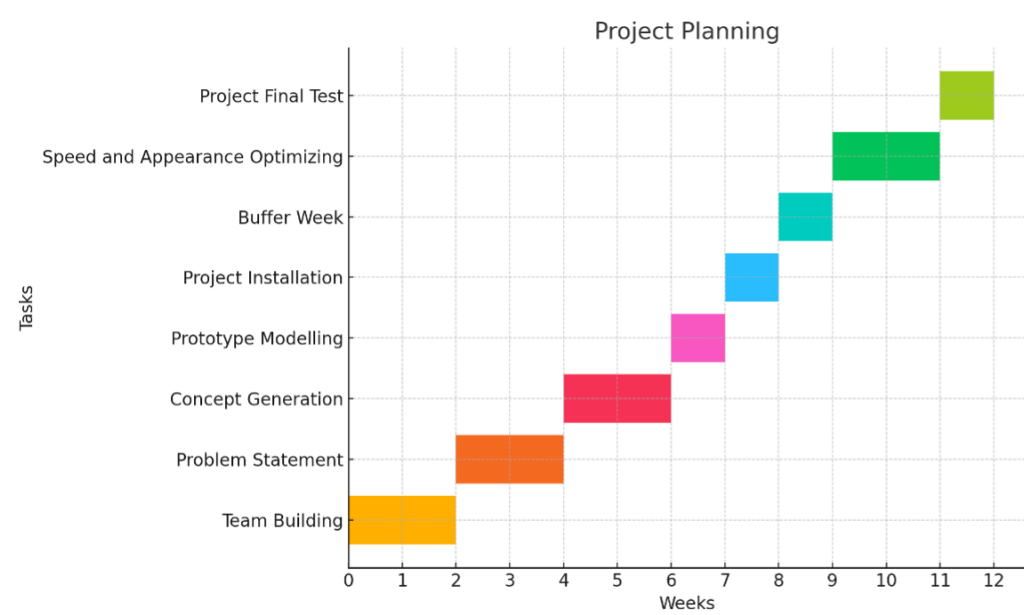 Project Planning
Project Final Test
Speed and Appearance Optimizing
Buffer Week
Project Installation
Tasks
Prototype Modelling
Concept Generation
Problem Statement
Team Building
0 1 2 3 4 5 6 7 8 9 10 11 12
Weeks